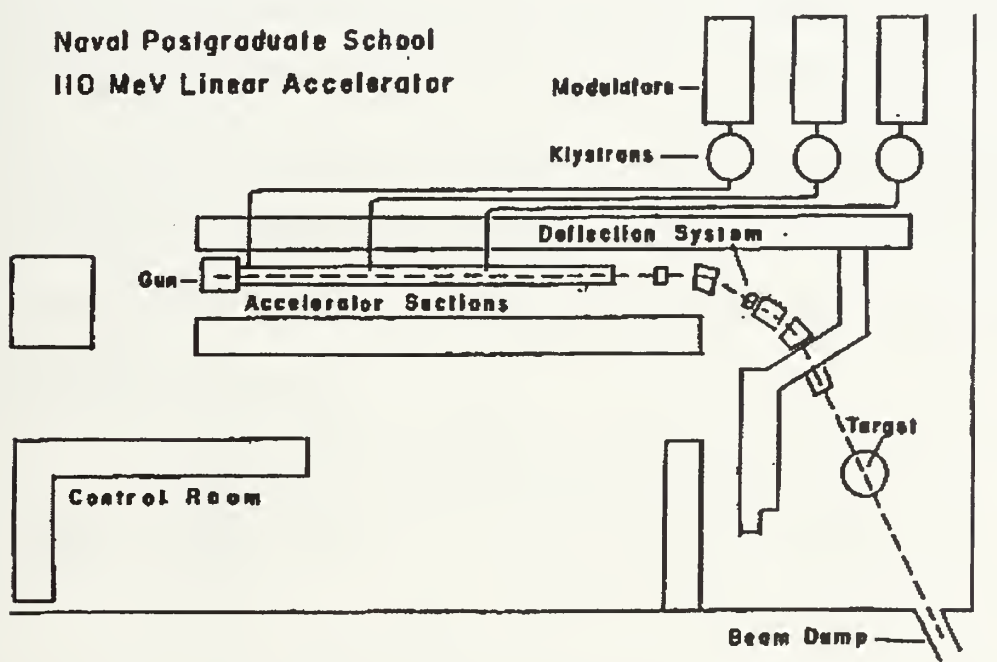 Naval Postgraduate School
110 MeV Linear Accelerator
Modulators
Klystrons
Deflection System
Gun
Accelerator Sections
Target
Control Room
Beam Dump